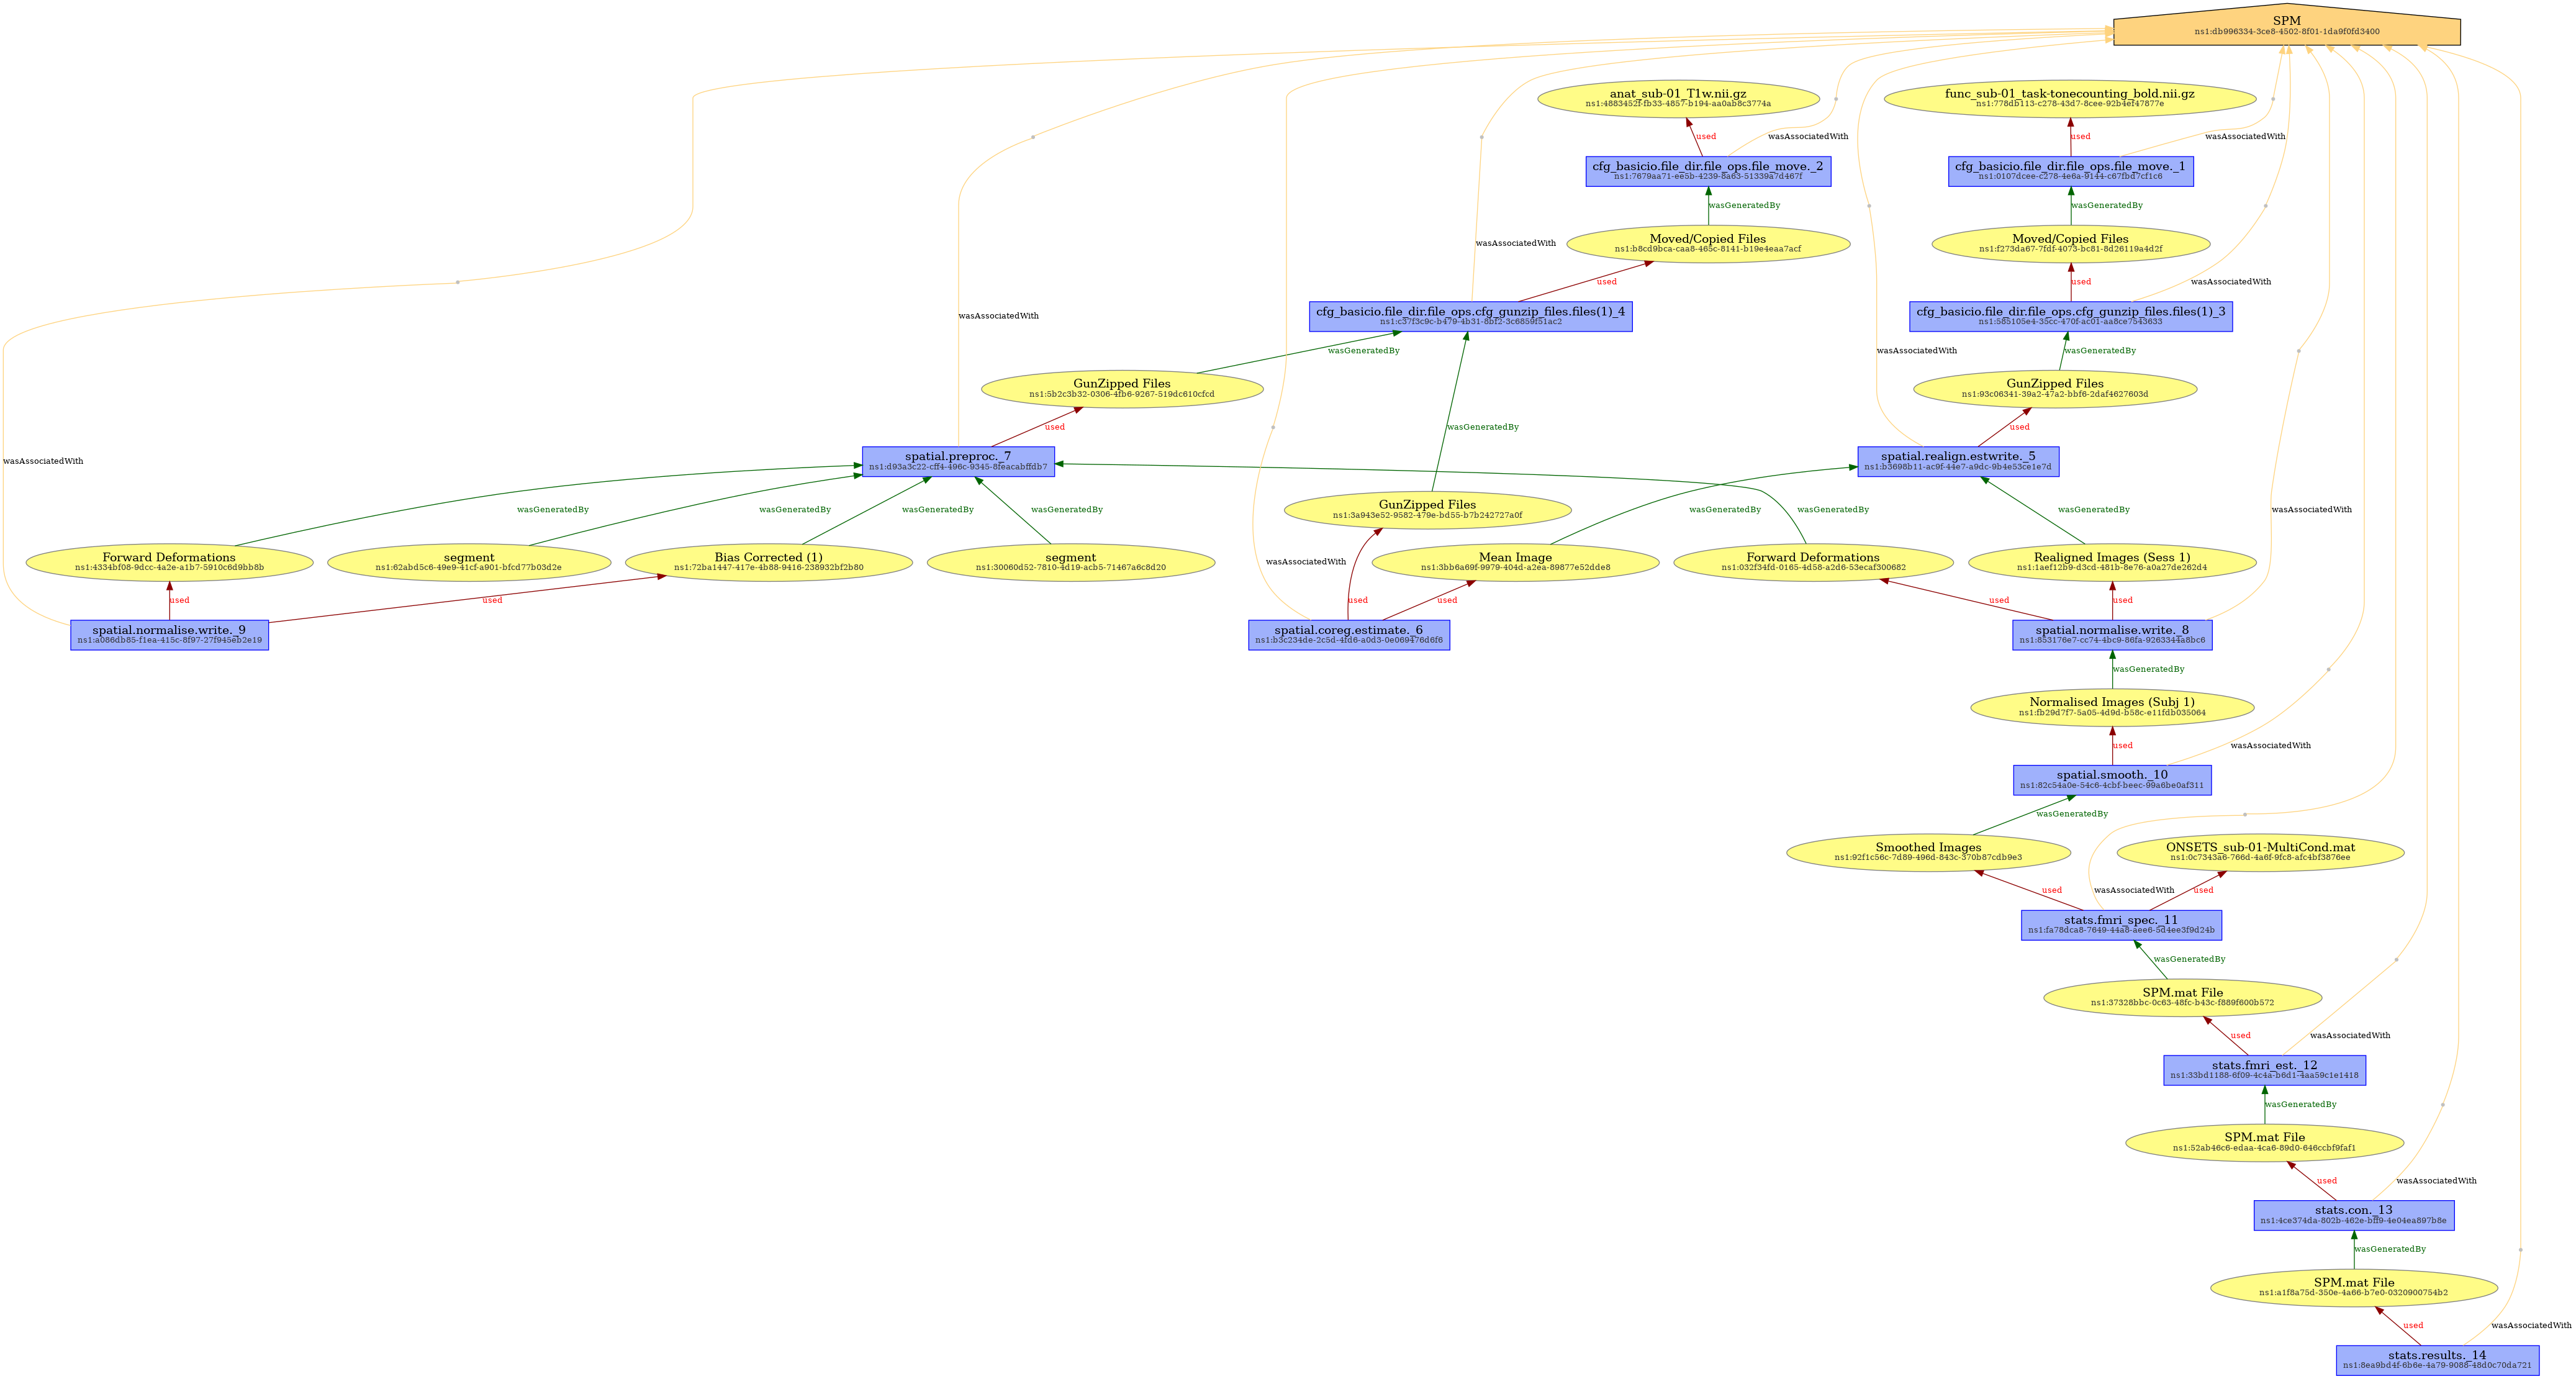 SPM
ns1:db996334-3ce8-4502-8f01-1da9f0fd3400
anat_sub-01_T1w.nii.gz
ns1:4883452f-fb33-4857-b194-aa0ab8c3774a
func_sub-01_task-tonecounting_bold.nii.gz
ns1:778db113-c278-43d7-8cee-92b4ef47877e
used
wasAssociatedWith
used
wasAssociatedWith
cfg_basicio.file_dir.file_ops.file_move._2
ns1:7679aa71-ee5b-4239-8a63-51339a7d467f
cfg_basicio.file_dir.file_ops.file_move._1
ns1:0107dcee-c278-4e6a-9144-c67fbd7cf1c6
wasGeneratedBy
wasGeneratedBy
Moved/Copied Files
ns1:b8cd9bca-caa8-465c-8141-b19e4eaa7acf
Moved/Copied Files
ns1:f273da67-7fdf-4073-bc81-8d26119a4d2f
wasAssociatedWith
used
used
wasAssociatedWith
wasAssociatedWith
cfg_basicio.file_dir.file_ops.cfg_gunzip_files.files(1)_4
ns1:c37f3c9c-b479-4b31-8bf2-3c6859f51ac2
cfg_basicio.file_dir.file_ops.cfg_gunzip_files.files(1)_3
ns1:585105e4-35cc-470f-ac01-aa8ce7543633
wasGeneratedBy
wasAssociatedWith
wasGeneratedBy
GunZipped Files
ns1:5b2c3b32-0306-4fb6-9267-519dc610cfcd
GunZipped Files
ns1:93c06341-39a2-47a2-bbf6-2daf4627603d
used
wasGeneratedBy
used
wasAssociatedWith
spatial.preproc._7
ns1:d93a3c22-cff4-496c-9345-8feacabffdb7
spatial.realign.estwrite._5
ns1:b3698b11-ac9f-44e7-a9dc-9b4e53ce1e7d
wasGeneratedBy
wasGeneratedBy
wasGeneratedBy
wasGeneratedBy
GunZipped Files
ns1:3a943e52-9582-479e-bd55-b7b242727a0f
wasGeneratedBy
wasGeneratedBy
wasGeneratedBy
wasAssociatedWith
Forward Deformations
ns1:4334bf08-9dcc-4a2e-a1b7-5910c6d9bb8b
segment
ns1:62abd5c6-49e9-41cf-a901-bfcd77b03d2e
Bias Corrected (1)
ns1:72ba1447-417e-4b88-9416-238932bf2b80
segment
ns1:30060d52-7810-4d19-acb5-71467a6c8d20
wasAssociatedWith
Mean Image
ns1:3bb6a69f-9979-404d-a2ea-89877e52dde8
Forward Deformations
ns1:032f34fd-0165-4d58-a2d6-53ecaf300682
Realigned Images (Sess 1)
ns1:1aef12b9-d3cd-481b-8e76-a0a27de262d4
used
used
used
used
used
used
spatial.normalise.write._9
ns1:a086db85-f1ea-415c-8f97-27f945eb2e19
spatial.coreg.estimate._6
ns1:b3c234de-2c5d-4fd6-a0d3-0e069476d6f6
spatial.normalise.write._8
ns1:853176e7-cc74-4bc9-86fa-9263344a8bc6
wasGeneratedBy
Normalised Images (Subj 1)
ns1:fb29d7f7-5a05-4d9d-b58c-e11fdb035064
used
wasAssociatedWith
spatial.smooth._10
ns1:82c54a0e-54c6-4cbf-beec-99a6be0af311
wasGeneratedBy
Smoothed Images
ns1:92f1c56c-7d89-496d-843c-370b87cdb9e3
ONSETS_sub-01-MultiCond.mat
ns1:0c7343a6-766d-4a6f-9fc8-afc4bf3876ee
used
wasAssociatedWith
used
stats.fmri_spec._11
ns1:fa78dca8-7649-44a8-aee6-5d4ee3f9d24b
wasGeneratedBy
SPM.mat File
ns1:37328bbc-0c63-48fc-b43c-f889f600b572
used
wasAssociatedWith
stats.fmri_est._12
ns1:33bd1188-6f09-4c4a-b6d1-4aa59c1e1418
wasGeneratedBy
SPM.mat File
ns1:52ab46c6-edaa-4ca6-89d0-646ccbf9faf1
used
wasAssociatedWith
stats.con._13
ns1:4ce374da-802b-462e-bff9-4e04ea897b8e
wasGeneratedBy
SPM.mat File
ns1:a1f8a75d-350e-4a66-b7e0-0320900754b2
used
wasAssociatedWith
stats.results._14
ns1:8ea9bd4f-6b6e-4a79-9088-48d0c70da721